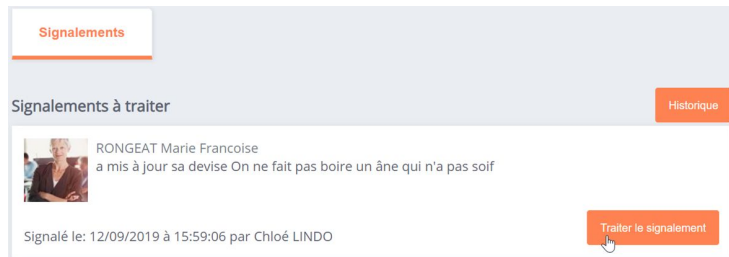 Signalements
Signalements à traiter
Historique
RONGEAT Marie Francoise
a mis à jour sa devise On ne fait pas boire un âne qui n'a pas soif
Signalé le: 12/09/2019 à 15:59:06 par Chloé LINDO
Traiter le signalement